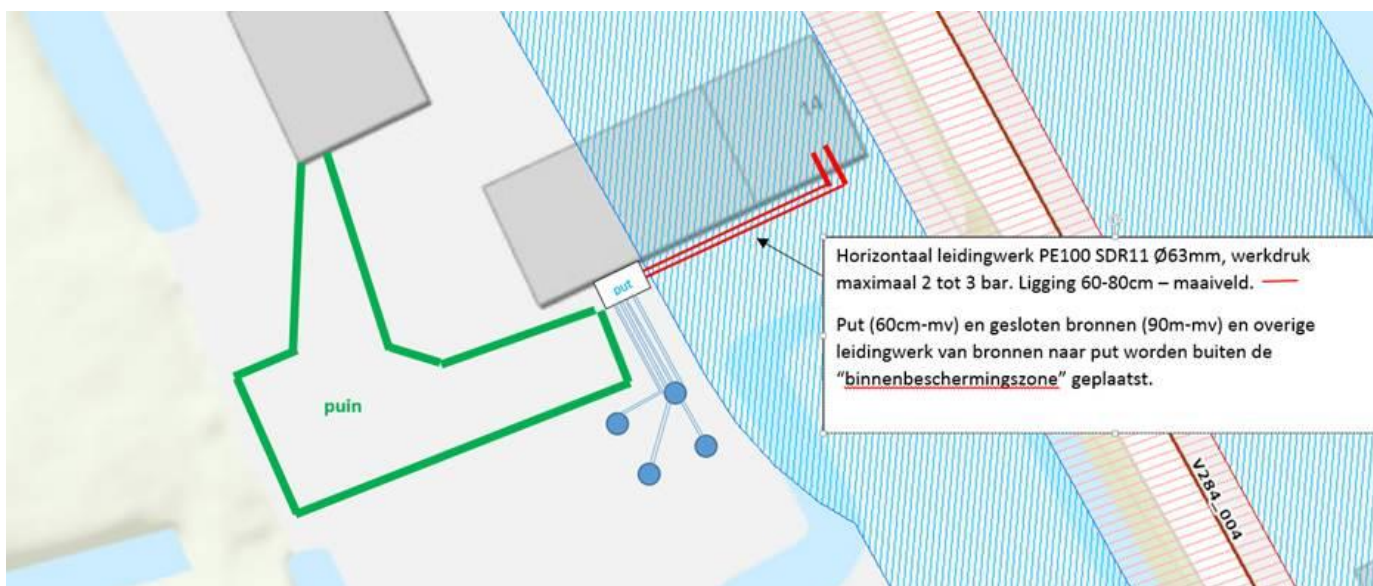 14
Horizontaal leidingwerk PE100 SDR11 Ø63mm, werkdruk
maximaal 2 tot 3 bar. Ligging 60-80cm – maaiveld.
Put (60cm-mv) en gesloten bronnen (90m-mv) en overige
leidingwerk van bronnen naar put worden buiten de
“binnenbeschermingszone” geplaatst.
put
puin
V284_004